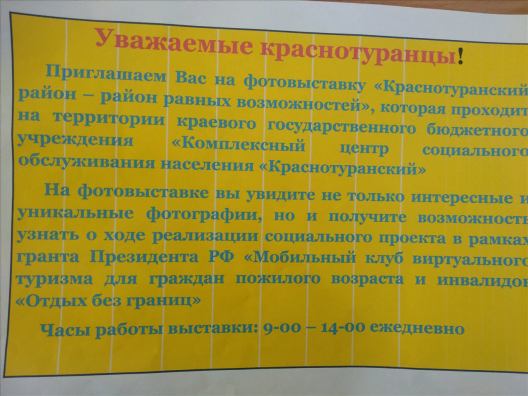 Уважаемые краснотуранцы!
Приглашаем Вас на фотовыставку «Краснотуранский
район – район равных возможностей», которая проходит
на территории краевого государственного бюджетного
учреждения «Комплексный центр социального
обслуживания населения «Краснотуранский»
На фотовыставке вы увидите не только интересные и
уникальные фотографии, но и получите возможность
узнать о ходе реализации социального проекта в рамках
гранта Президента РФ «Мобильный клуб виртуального
туризма для граждан пожилого возраста и инвалидов
«Отдых без границ»
Часы работы выставки: 9-00 – 14-00 ежедневно